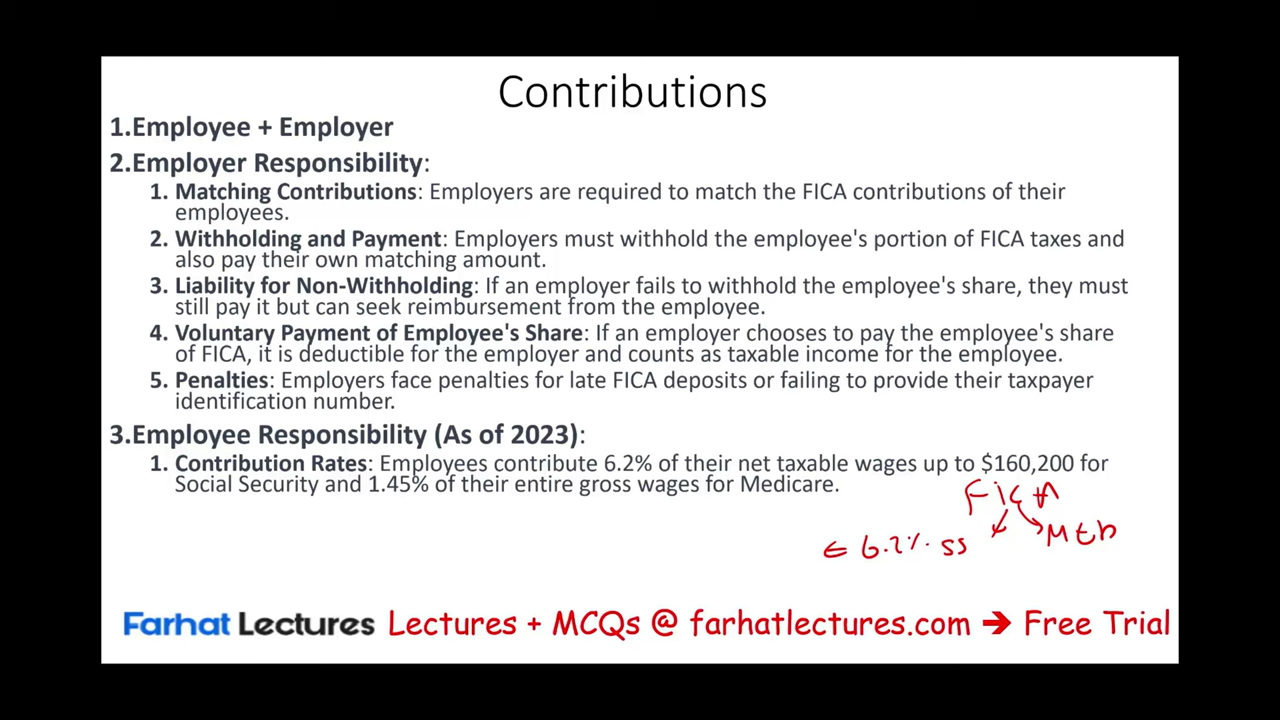 Contributions
1.Employee + Employer
2.Employer Responsibility:
1. Matching Contributions: Employers are required to match the FICA contributions of their
employees.
2. Withholding and Payment: Employers must withhold the employee's portion of FICA taxes and
also pay their own matching amount.
3. Liability for Non-Withholding: If an employer fails to withhold the employee's share, they must
still pay it but can seek reimbursement from the employee.
4. Voluntary Payment of Employee's Share: If an employer chooses to pay the employee's share
of FICA, it is deductible for the employer and counts as taxable income for the employee.
5. Penalties: Employers face penalties for late FICA deposits or failing to provide their taxpayer
identification number.
3.Employee Responsibility (As of 2023):
1. Contribution Rates: Employees contribute 6.2% of their net taxable wages up to $160,200 for
Social Security and 1.45% of their entire gross wages for Medicare.
FICA
MED
← 6.2% SS
Farhat Lectures Lectures + MCQs @ farhatlectures.com → Free Trial